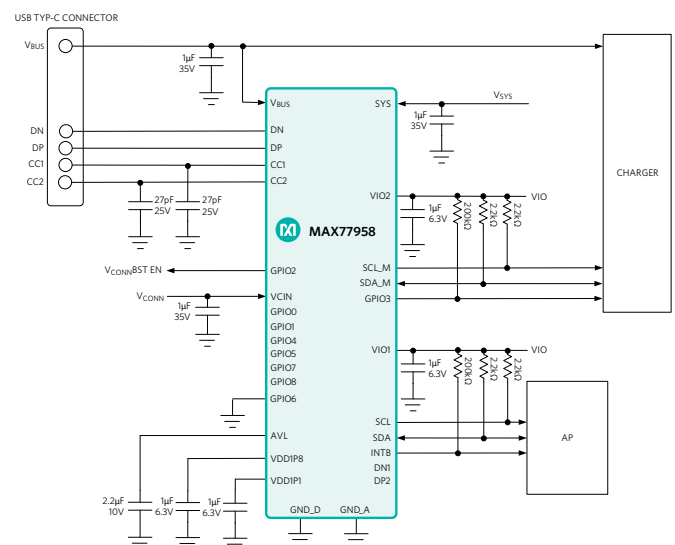 USB TYP-C CONNECTOR
VBUS
1µF
35V
DN
DP
CC1
CC2
27pF
25V
27pF
25V
VBUS
DN
DP
CC1
CC2
SYS
VSYS
1µF
35V
CHARGER
VIO2
VIO
1µF
6.3V
200kΩ
2.2kΩ
2.2kΩ
MAX77958
SCL_M
SDA_M
GPIO3
VCONNBST EN
GPIO2
VCONN
VCIN
1µF
35V
GPIO0
GPIO1
GPIO4
GPIO5
GPIO7
GPIO8
GPIO6
VIO1
VIO
1µF
6.3V
200kΩ
2.2kΩ
2.2kΩ
AVL
VDD1P8
VDD1P1
SCL
SDA
INTB
DN1
DP2
AP
2.2µF
10V
1µF
6.3V
1µF
6.3V
GND_D
GND_A